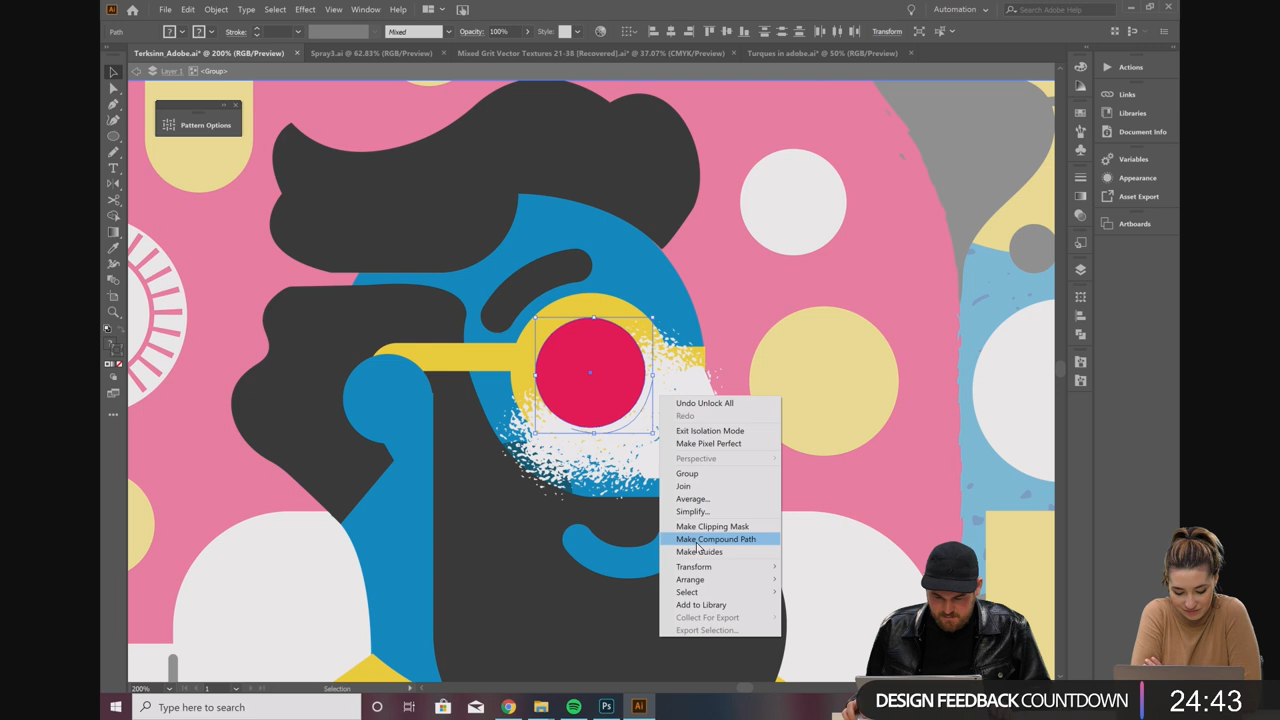 Ai File Edit Object Type Select Effect View Window Help Automation Search Adobe Help
Path ? ? Stroke: Mixed Opacity: 100% Style: Transform
Terksinn_Adobe.ai* @ 200% (RGB/Preview) × Spray3.ai @ 62.83% (RGB/Preview) × Mixed Grit Vector Textures 21-38 [Recovered].ai* @ 37.07% (CMYK/Preview) × Turques in adobe.ai* @ 50% (RGB/Preview) ×
Layer 1 <Group>
Pattern Options
Actions
Links
Libraries
Document Info
Variables
Appearance
Asset Export
Artboards
Undo Unlock All
Redo
Exit Isolation Mode
Make Pixel Perfect
Perspective
Group
Join
Average...
Simplify...
Make Clipping Mask
Make Compound Path
Make Guides
Transform
Arrange
Select
Add to Library
Collect For Export
Export Selection...
200% 1 Selection
Type here to search
Ps Ai
DESIGN FEEDBACK COUNTDOWN 24:43